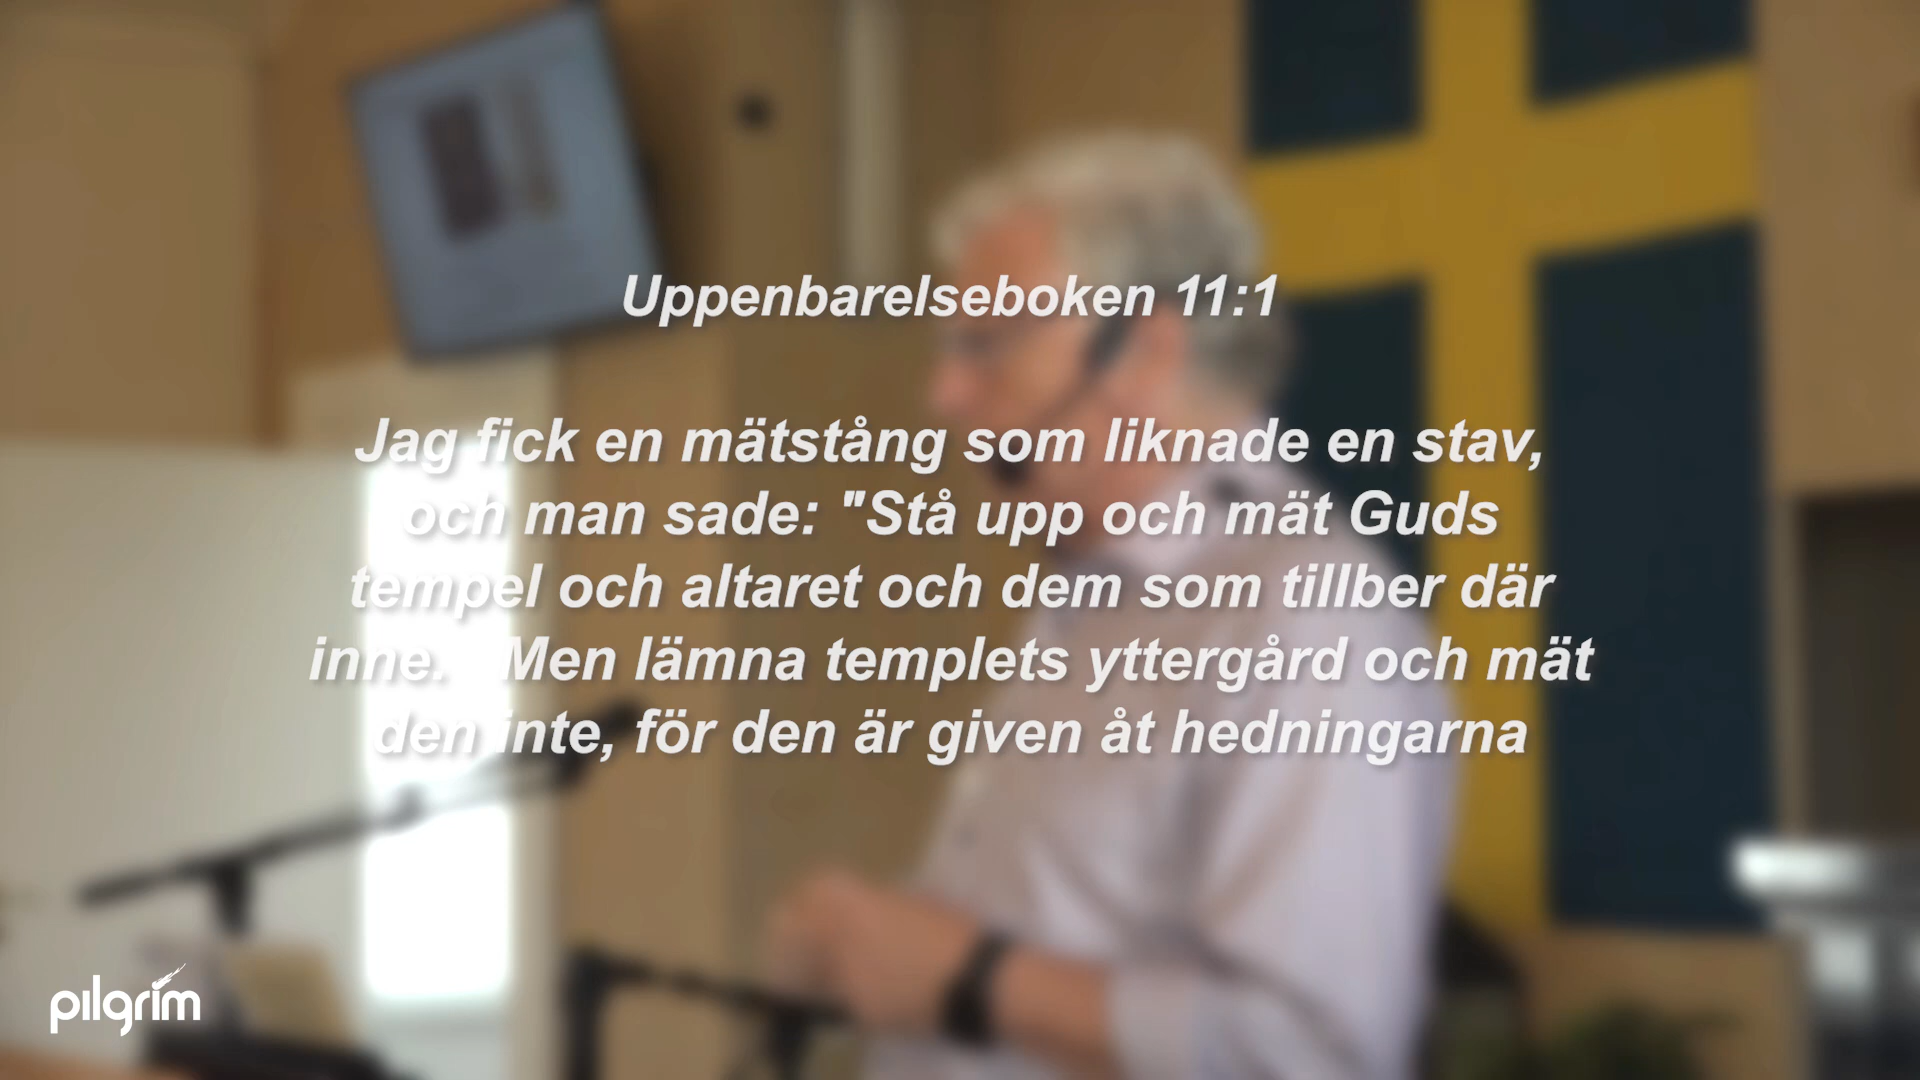 Uppenbarelseboken 11:1
Jag fick en mätstång som liknade en stav,
och man sade: "Stå upp och mät Guds
tempel och altaret och dem som tillber där
inne. Men lämna templets yttergård och mät
den inte, för den är given åt hedningarna
pilgrim